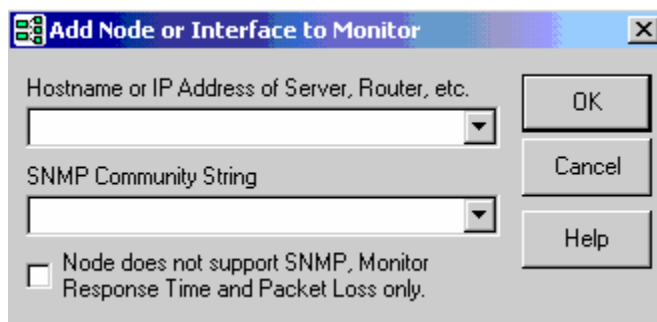 Add Node or Interface to Monitor
Hostname or IP Address of Server, Router, etc.
OK
SNMP Community String
Cancel
Help
Node does not support SNMP, Monitor
Response Time and Packet Loss only.